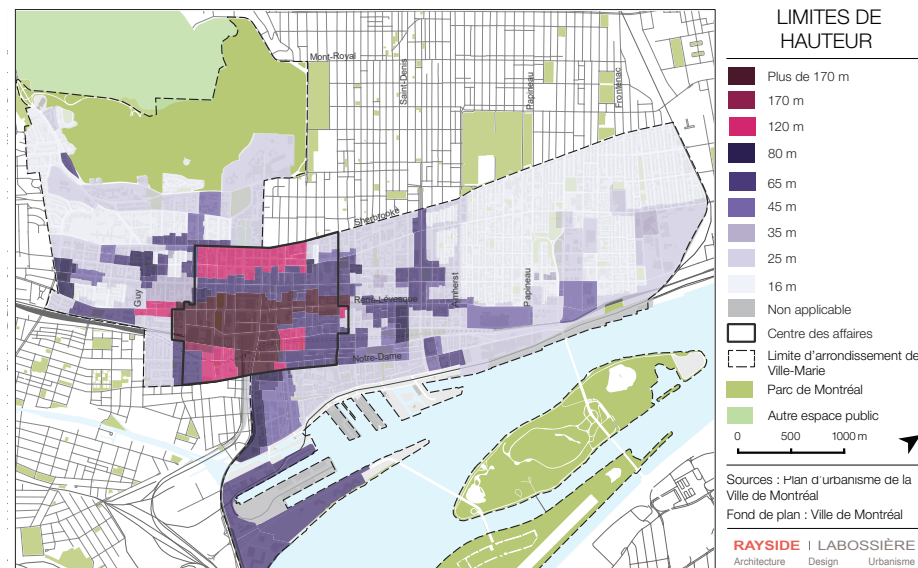 LIMITES DE
HAUTEUR
Plus de 170 m
170 m
120 m
80 m
65 m
45 m
35 m
25 m
16 m
Non applicable
Centre des affaires
Limite d'arrondissement de
Ville-Marie
Parc de Montréal
Autre espace public
0 500 1000 m
Sources : Plan d'urbanisme de la
Ville de Montréal
Fond de plan : Ville de Montréal
RAYSIDE | LABOSSIÈRE
Architecture Design Urbanisme
Mont-Royal
Saint-Denis
Papineau
Frontenac
Sherbrooke
Guy
René-Lévesque
Amherst
Papineau
Notre-Dame